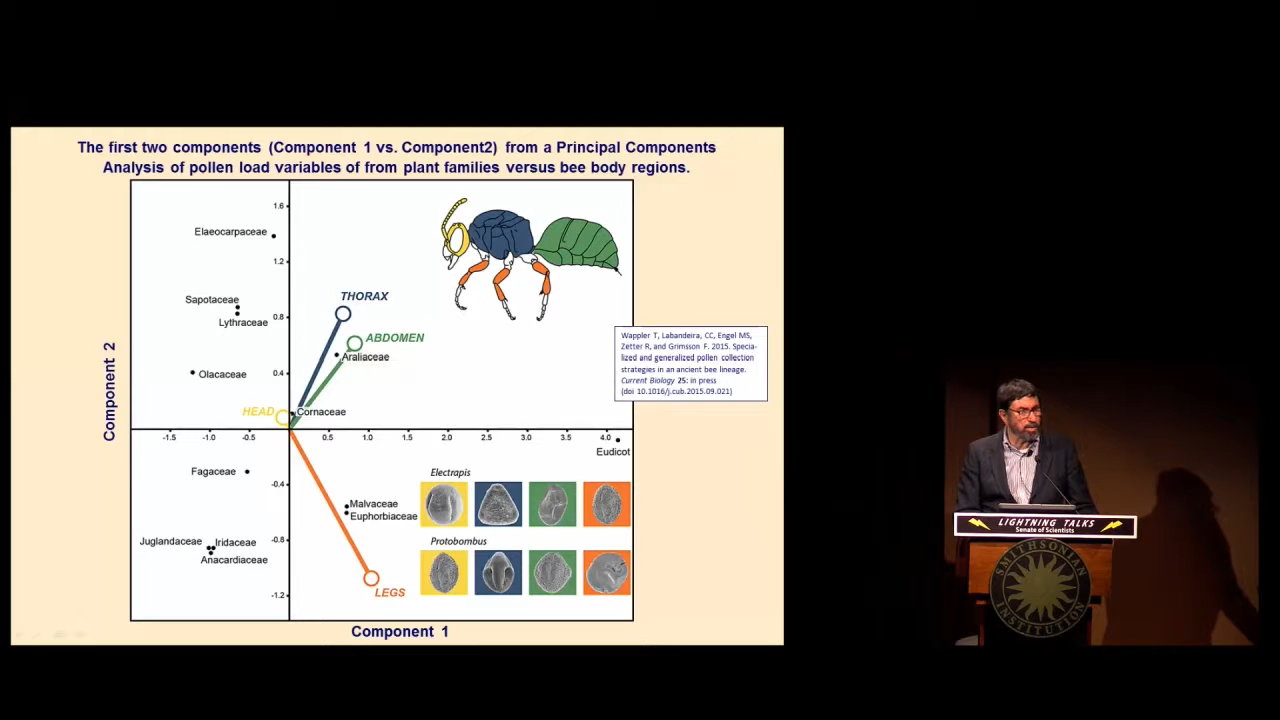 The first two components (Component 1 vs. Component2) from a Principal Components
Analysis of pollen load variables of from plant families versus bee body regions.
1.6
Elaeocarpaceae
1.2
THORAX
Sapotaceae
0.8
Lythraceae
ABDOMEN
Araliaceae
Olacaceae
0.4
HEAD
Cornaceae
-1.5
-1.0
-0.5
0.5
1.0
1.5
2.0
2.5
3.0
3.5
4.0
Eudicot
Fagaceae
-0.4
Malvaceae
Euphorbiaceae
-0.8
Juglandaceae
Iridaceae
Anacardiaceae
-1.2
LEGS
Electrapis
Protobombus
Component 2
Component 1
Wappler T, Labandeira, CC, Engel MS,
Zetter R, and Grimsson F. 2015. Specia-
lized and generalized pollen collection
strategies in an ancient bee lineage.
Current Biology 25: in press
(doi 10.1016/j.cub.2015.09.021)
LIGHTNING TALKS
Senate of Scientists
SMITHSONIAN
INSTITUTION